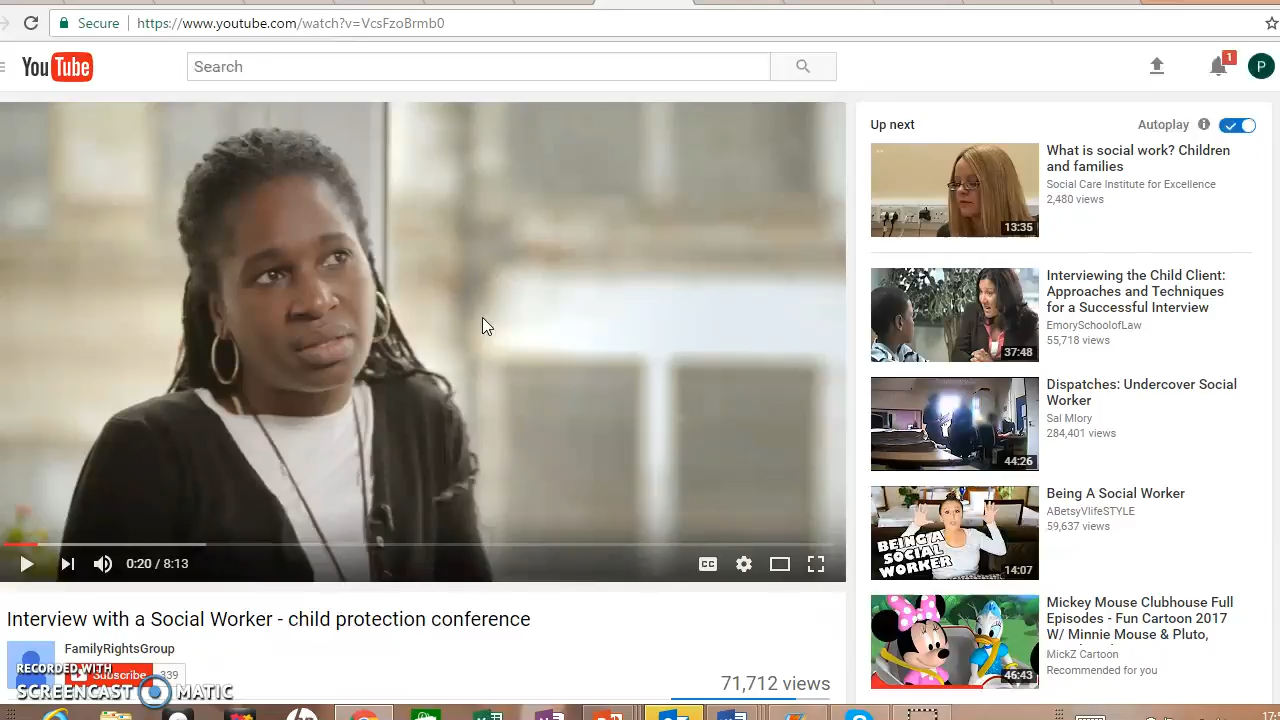 Secure
https://www.youtube.com/watch?v=VcsFzoBrmb0
YouTube
Search
1
P
Up next
Autoplay
What is social work? Children
and families
Social Care Institute for Excellence
2,480 views
13:35
Interviewing the Child Client:
Approaches and Techniques
for a Successful Interview
EmorySchoolofLaw
55,718 views
37:48
Dispatches: Undercover Social
Worker
Sal Mlory
284,401 views
44:26
Being A Social Worker
ABetsyVlifeSTYLE
59,637 views
BEING A
SOCIAL
WORKER
14:07
Mickey Mouse Clubhouse Full
Episodes - Fun Cartoon 2017
W/ Minnie Mouse & Pluto,
MickZ Cartoon
Recommended for you
46:43
0:20 / 8:13
CC
Interview with a Social Worker - child protection conference
FamilyRightsGroup
Subscribe
339
71,712 views
RECORDED WITH
SCREENCAST MATIC